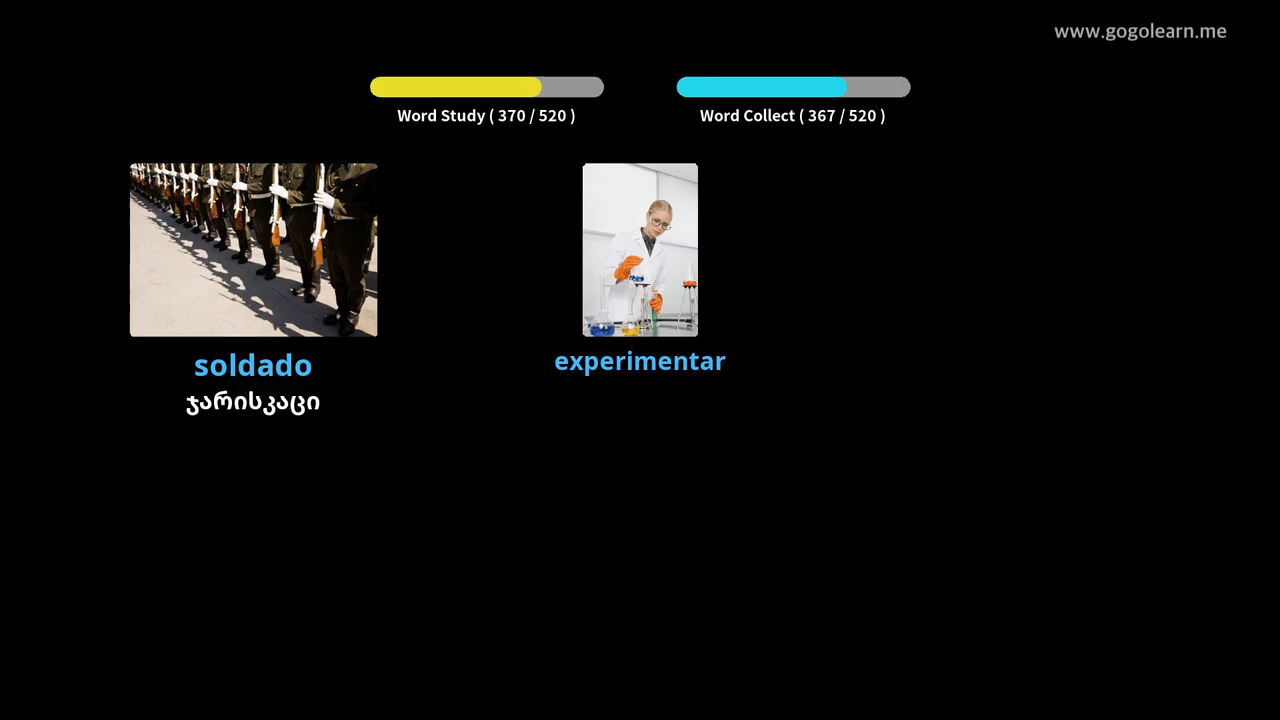 www.gogolearn.me
Word Study ( 370 / 520 )
Word Collect ( 367 / 520 )
soldado
ჯარისკაცი
experimentar